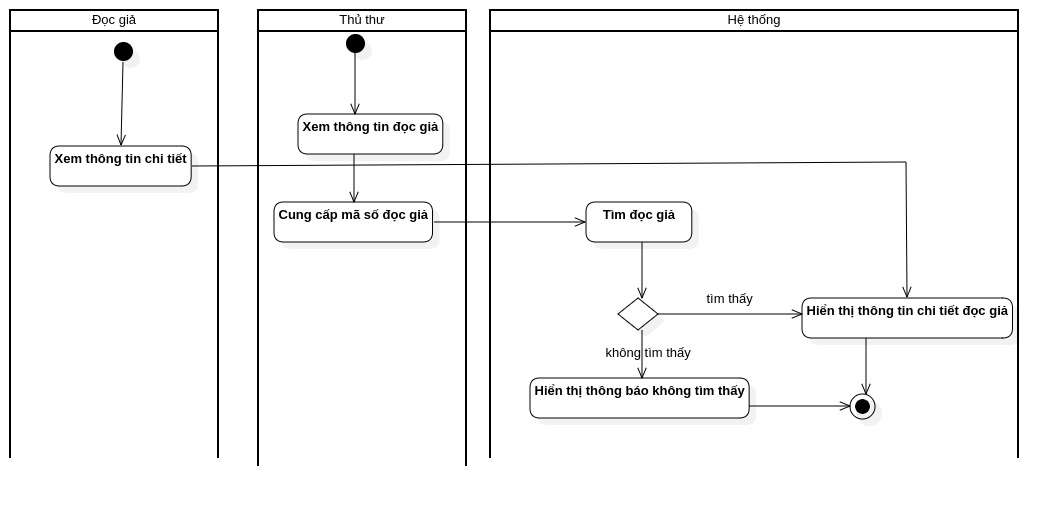 Đọc giả
Thủ thư
Hệ thống
Xem thông tin đọc giả
Xem thông tin chi tiết
Cung cấp mã số đọc giả
Tìm đọc giả
tìm thấy
Hiển thị thông tin chi tiết đọc giả
không tìm thấy
Hiển thị thông báo không tìm thấy